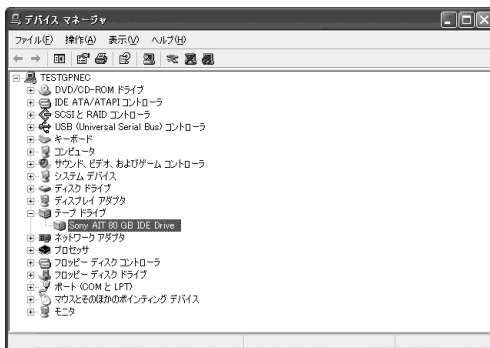 デバイス マネージャ
ファイル(F) 操作(A) 表示(V) ヘルプ(H)
TESTGPNEC
DVD/CD-ROM ドライブ
IDE ATA/ATAPI コントローラ
SCSI と RAID コントローラ
USB (Universal Serial Bus) コントローラ
キーボード
コンピュータ
サウンド、ビデオ、およびゲーム コントローラ
システム デバイス
ディスク ドライブ
ディスプレイ アダプタ
テープ ドライブ
Sony AIT 80 GB IDE Drive
ネットワーク アダプタ
プロセッサ
フロッピー ディスク コントローラ
フロッピー ディスク ドライブ
ポート (COM と LPT)
マウスとそのほかのポインティング デバイス
モニタ